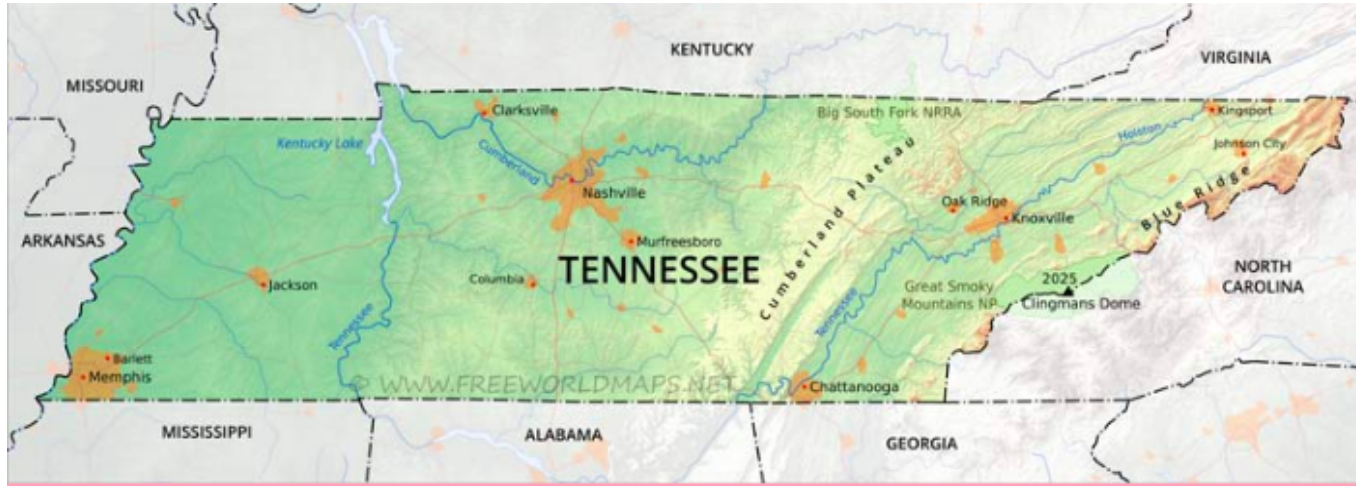 KENTUCKY
VIRGINIA
MISSOURI
Clarksville
Big South Fork NRRA
Kingsport
Kentucky Lake
Holston
Johnson City
Cumberland
Nashville
Cumberland Plateau
Oak Ridge
Knoxville
Blue Ridge
ARKANSAS
Murfreesboro
TENNESSEE
Columbia
Jackson
2025
Great Smoky
Mountains NP
Clingmans Dome
NORTH
CAROLINA
Tennessee
Tennessee
Barlett
Memphis
© WWW.FREEWORLDMAPS.NET
Chattanooga
MISSISSIPPI
ALABAMA
GEORGIA